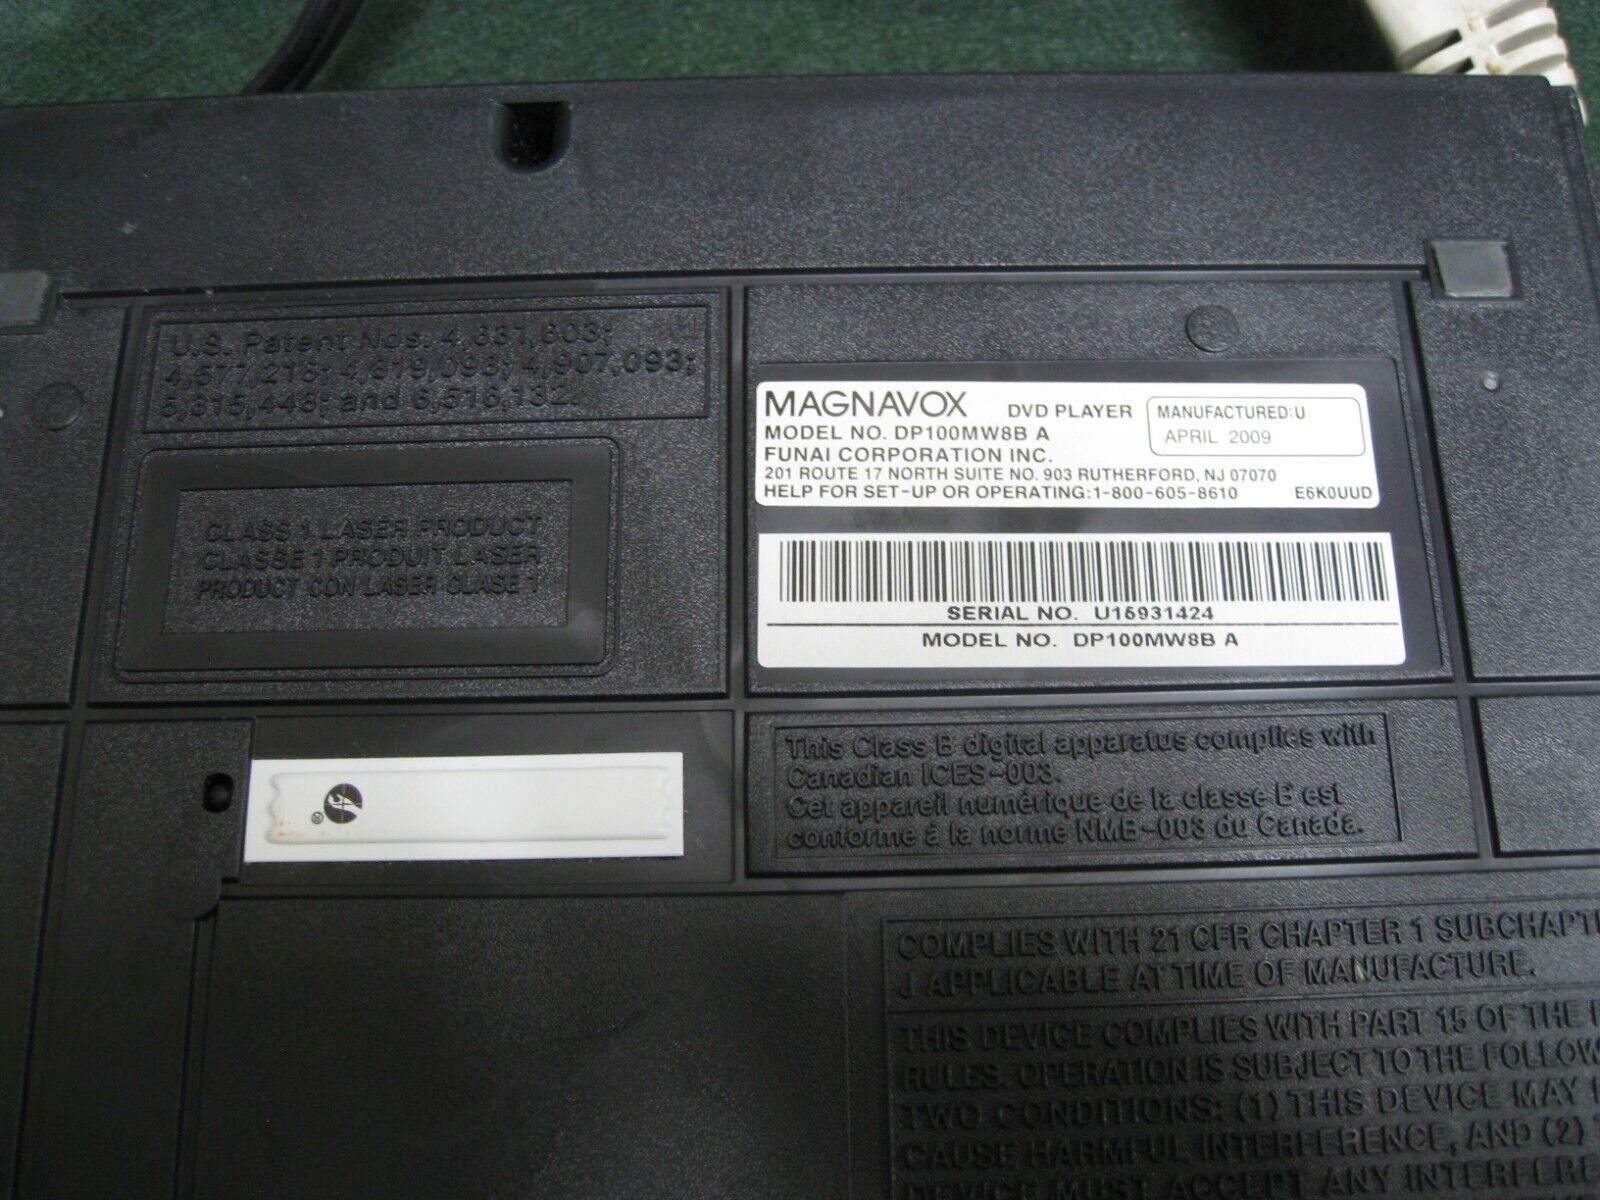 U.S. Patent Nos. 4,631,603;
4,577,216; 4,819,098; 4,907,093;
5,315,448; and 6,516,132.
CLASS 1 LASER PRODUCT
CLASSE 1 PRODUIT LASER
PRODUCT CON LASER CLASE 1
MAGNAVOX DVD PLAYER
MODEL NO. DP100MW8B A
FUNAI CORPORATION INC.
201 ROUTE 17 NORTH SUITE NO. 903 RUTHERFORD, NJ 07070
HELP FOR SET-UP OR OPERATING:1-800-605-8610 E6K0UUD
MANUFACTURED:U
APRIL 2009
SERIAL NO. U15931424
MODEL NO. DP100MW8B A
®
This Class B digital apparatus complies with
Canadian ICES-003.
Cet appareil numérique de la classe B est
conforme à la norme NMB-003 du Canada.
COMPLIES WITH 21 CFR CHAPTER 1 SUBCHAPT
J APPLICABLE AT TIME OF MANUFACTURE.
THIS DEVICE COMPLIES WITH PART 15 OF THE
RULES. OPERATION IS SUBJECT TO THE FOLLOW
TWO CONDITIONS: (1) THIS DEVICE MAY
CAUSE HARMFUL INTERFERENCE, AND (2)
DEVICE MUST ACCEPT ANY INTERFERE